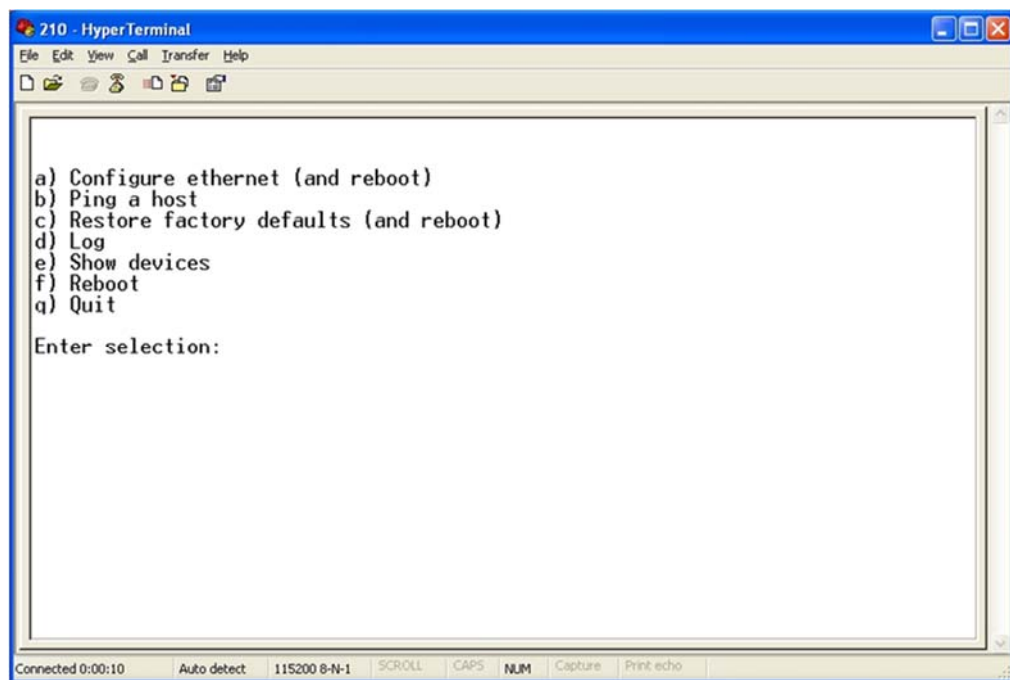 210 - HyperTerminal
File Edit View Call Transfer Help
a) Configure ethernet (and reboot)
b) Ping a host
c) Restore factory defaults (and reboot)
d) Log
e) Show devices
f) Reboot
q) Quit
Enter selection:
Connected 0:00:10 Auto detect 115200 8-N-1 SCROLL CAPS NUM Capture Print echo